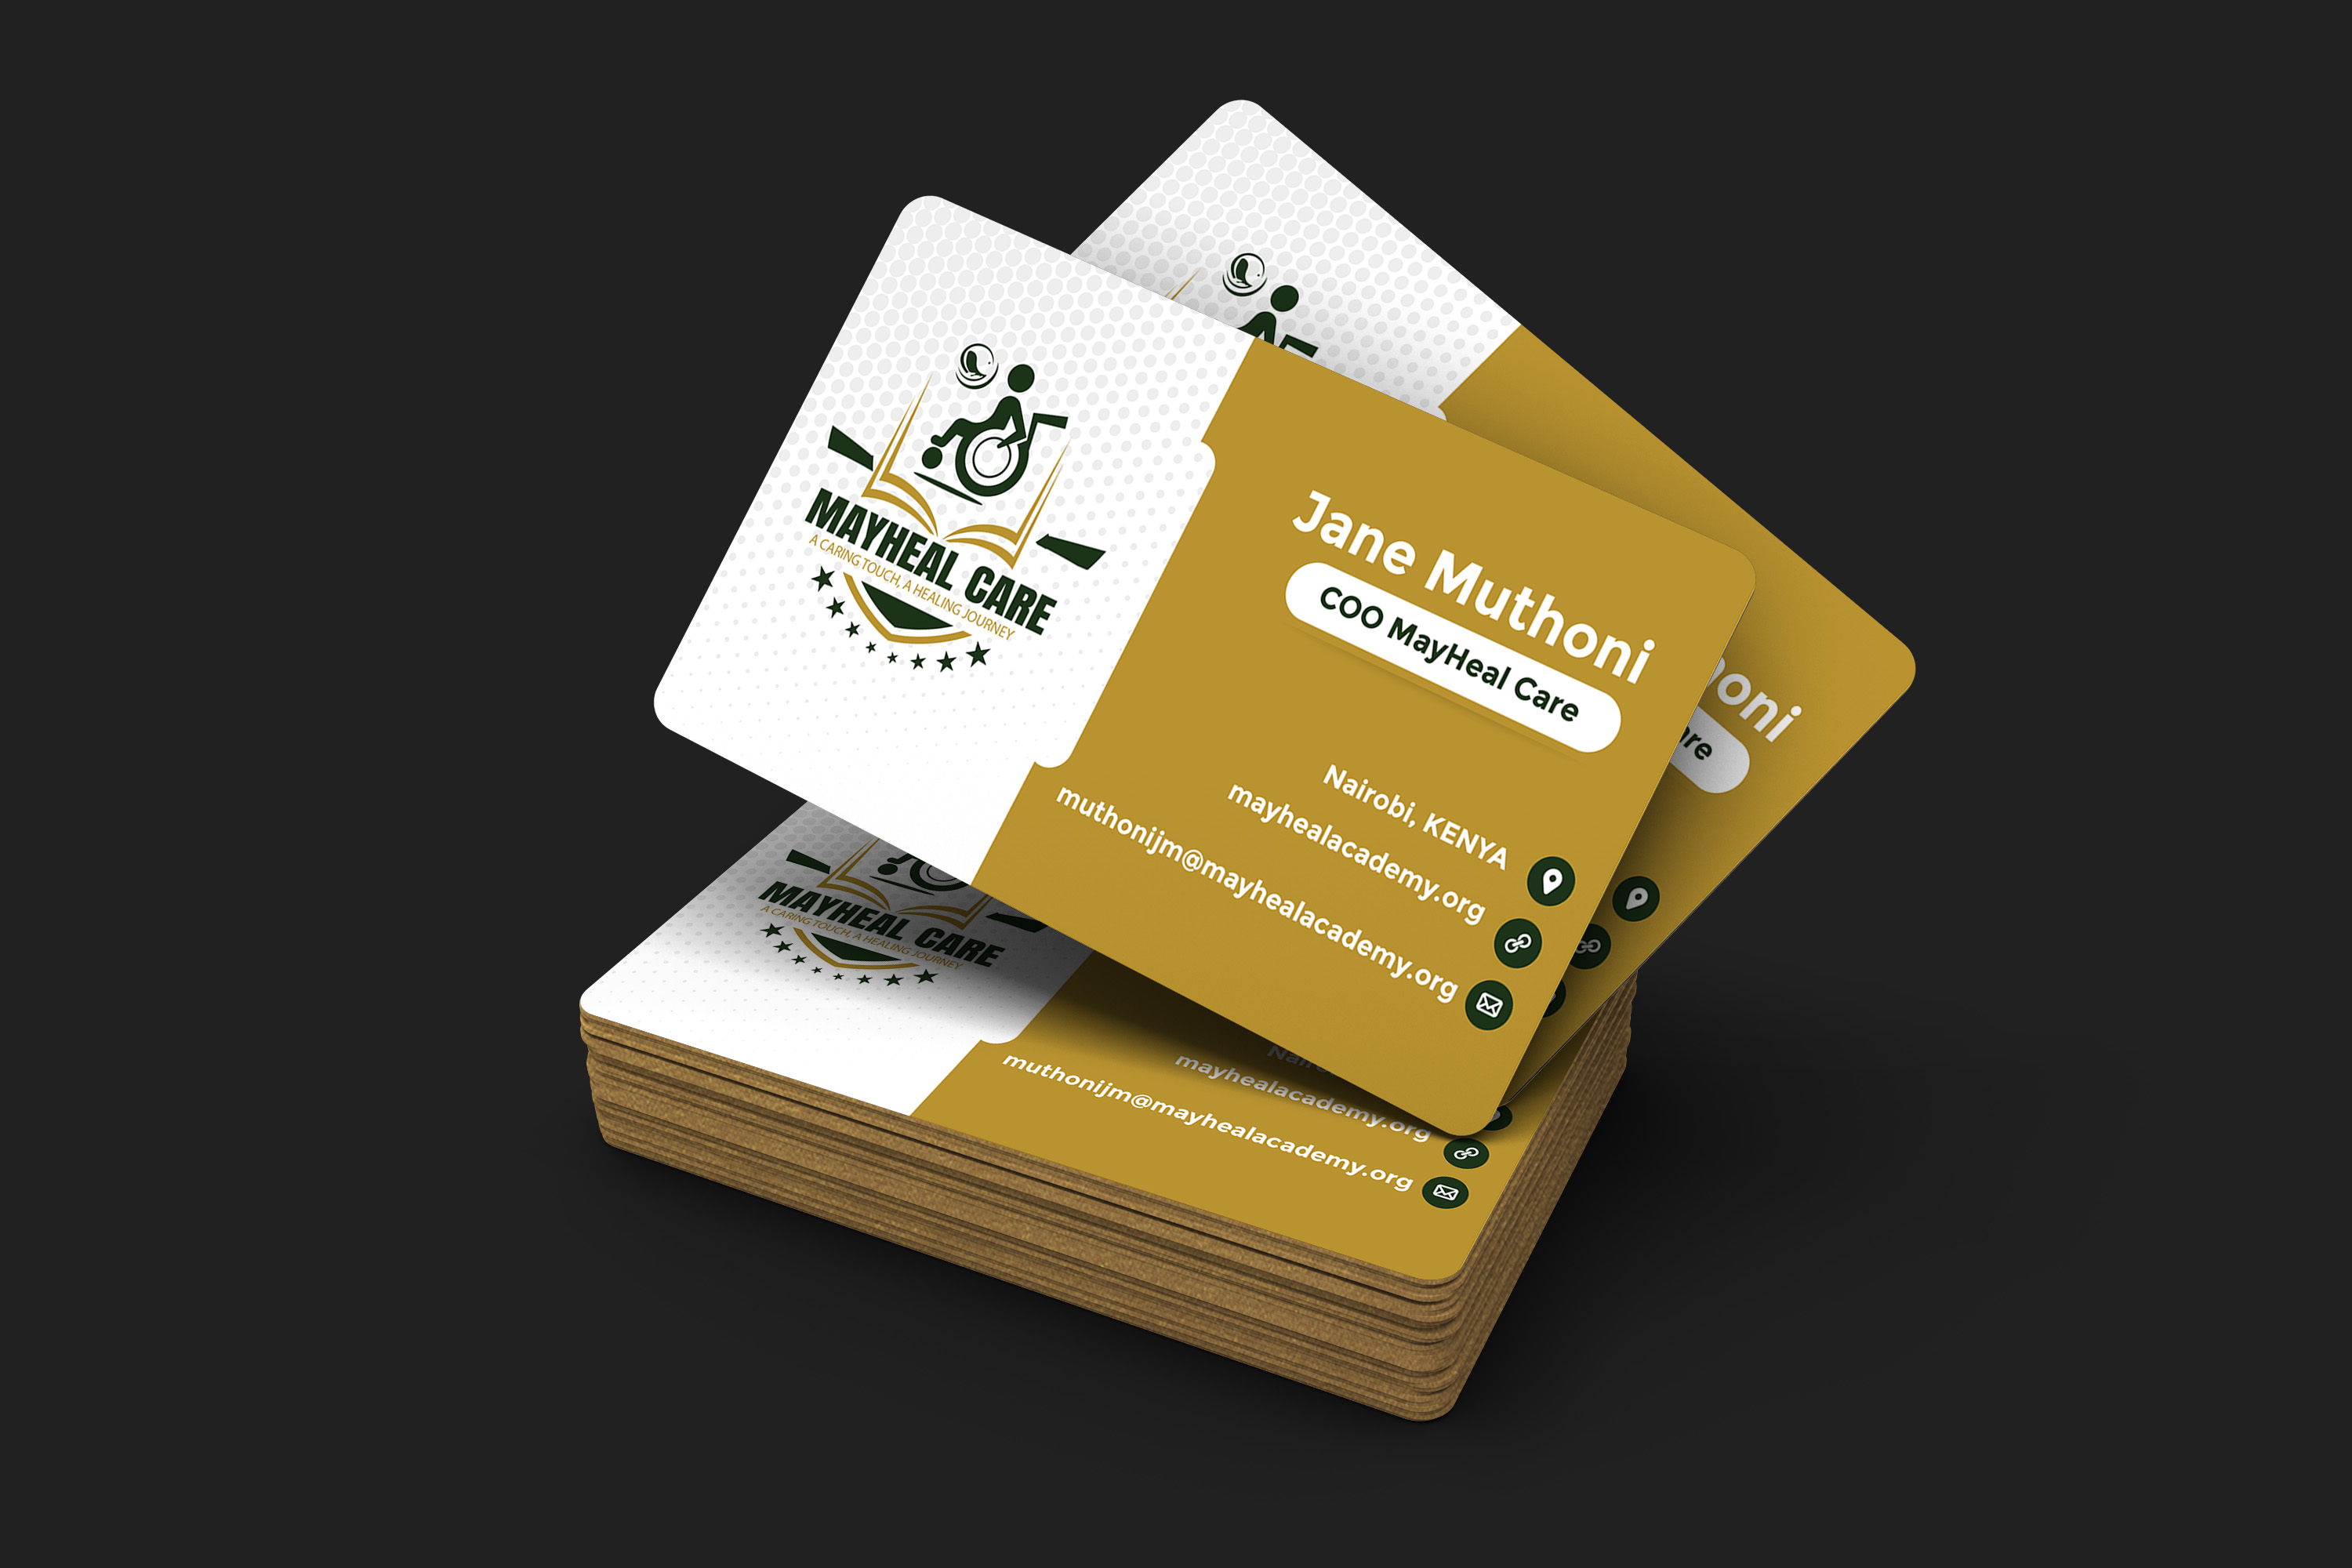 MAYHEAL CARE
A CARING TOUCH, A HEALING JOURNEY
Jane Muthoni
COO MayHeal Care
Nairobi, KENYA
mayhealacademy.org
muthonijm@mayhealacademy.org
oni
re
MAYHEAL CARE
A CARING TOUCH, A HEALING JOURNEY
Nair
mayhealacademy.org
muthonijm@mayhealacademy.org